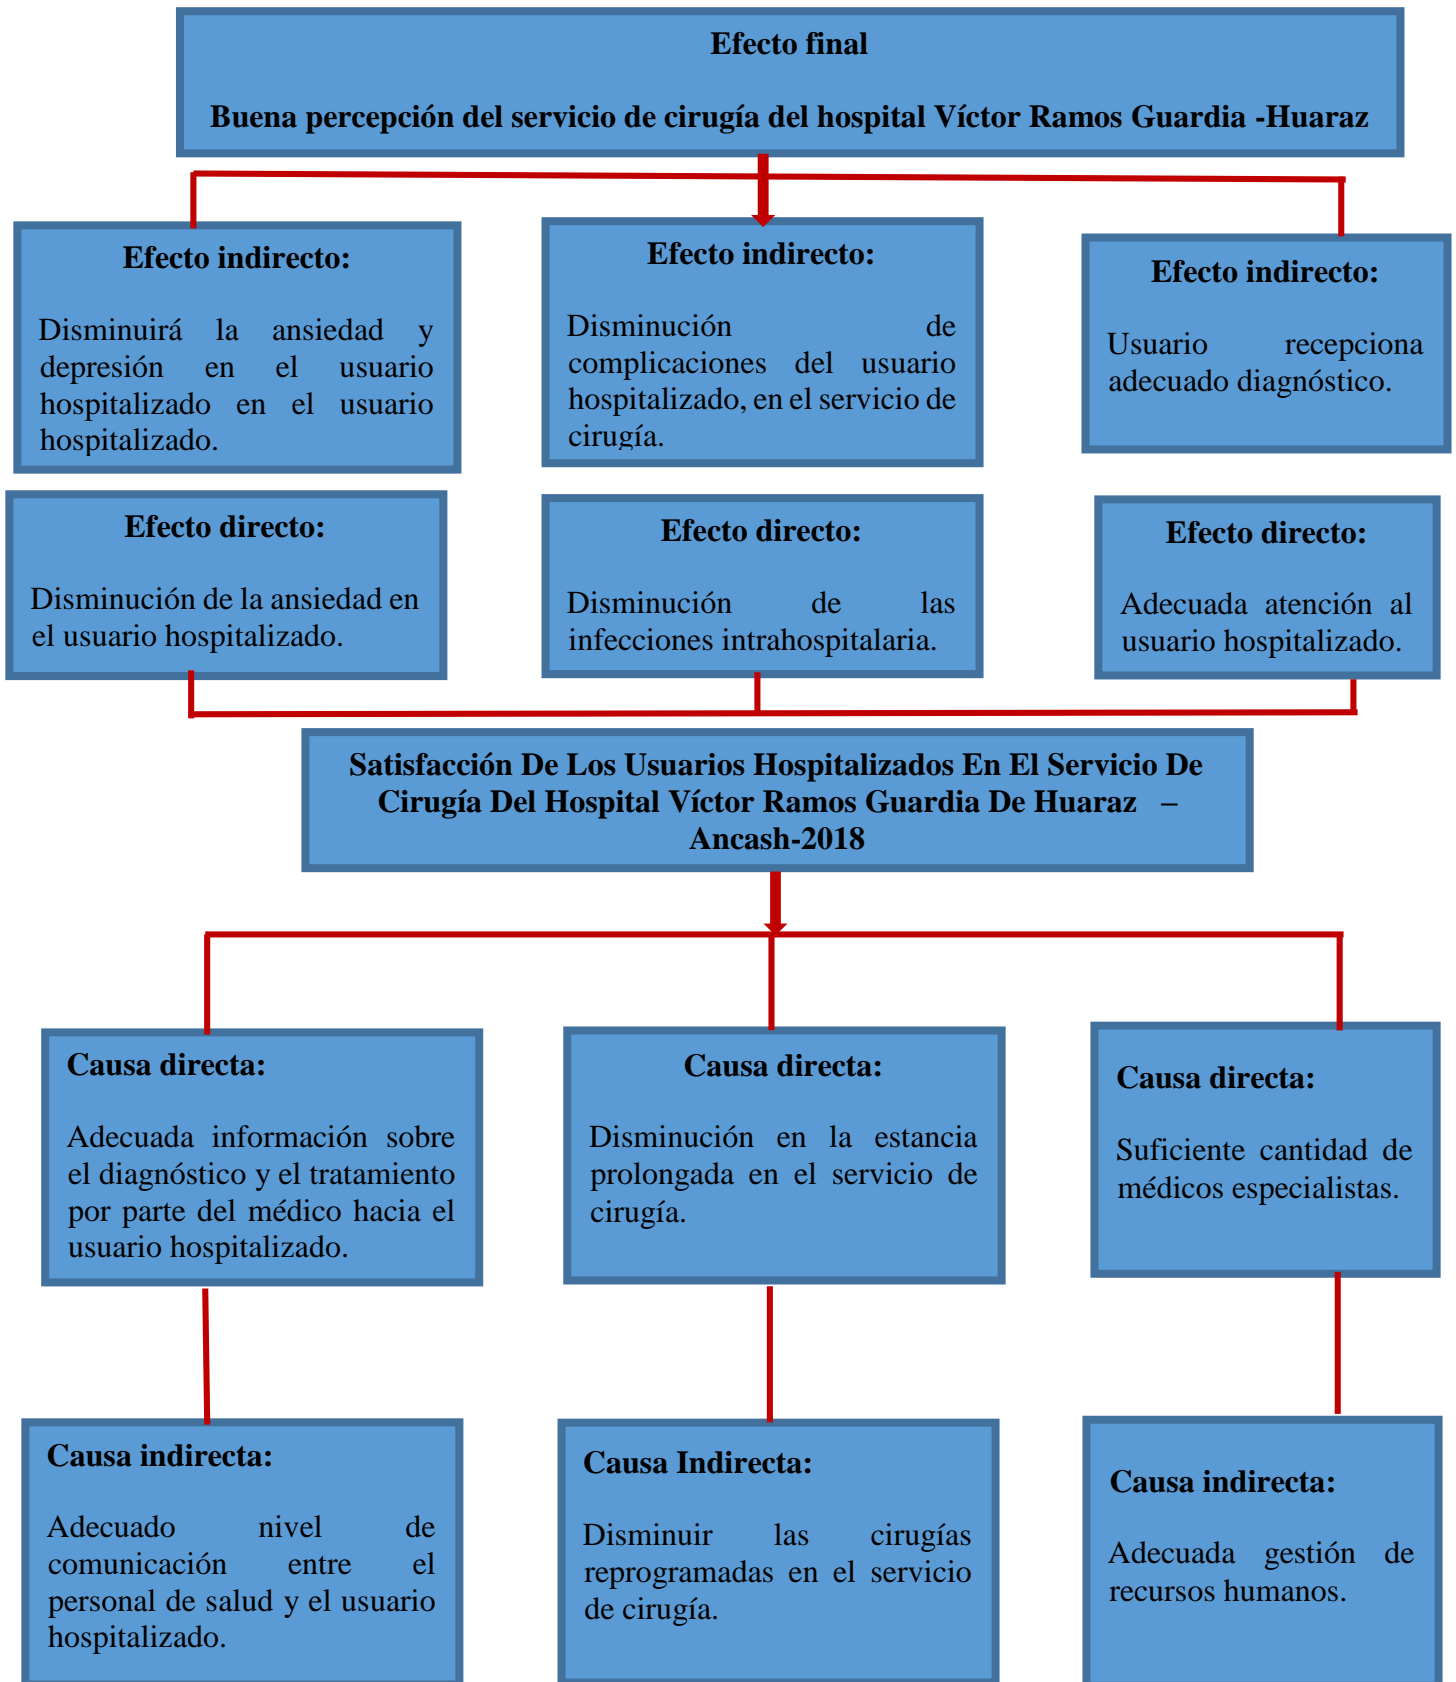 Efecto final
Buena percepción del servicio de cirugía del hospital Víctor Ramos Guardia -Huaraz
Efecto indirecto:
Disminuirá la ansiedad y
depresión en el usuario
hospitalizado en el usuario
hospitalizado.
Efecto indirecto:
Disminución de
complicaciones del usuario
hospitalizado, en el servicio de
cirugía.
Efecto indirecto:
Usuario recepciona
adecuado diagnóstico.
Efecto directo:
Disminución de la ansiedad en
el usuario hospitalizado.
Efecto directo:
Disminución de las
infecciones intrahospitalaria.
Efecto directo:
Adecuada atención al
usuario hospitalizado.
Satisfacción De Los Usuarios Hospitalizados En El Servicio De
Cirugía Del Hospital Víctor Ramos Guardia De Huaraz –
Ancash-2018
Causa directa:
Adecuada información sobre
el diagnóstico y el tratamiento
por parte del médico hacia el
usuario hospitalizado.
Causa directa:
Disminución en la estancia
prolongada en el servicio de
cirugía.
Causa directa:
Suficiente cantidad de
médicos especialistas.
Causa indirecta:
Adecuado nivel de
comunicación entre el
personal de salud y el usuario
hospitalizado.
Causa Indirecta:
Disminuir las cirugías
reprogramadas en el servicio
de cirugía.
Causa indirecta:
Adecuada gestión de
recursos humanos.